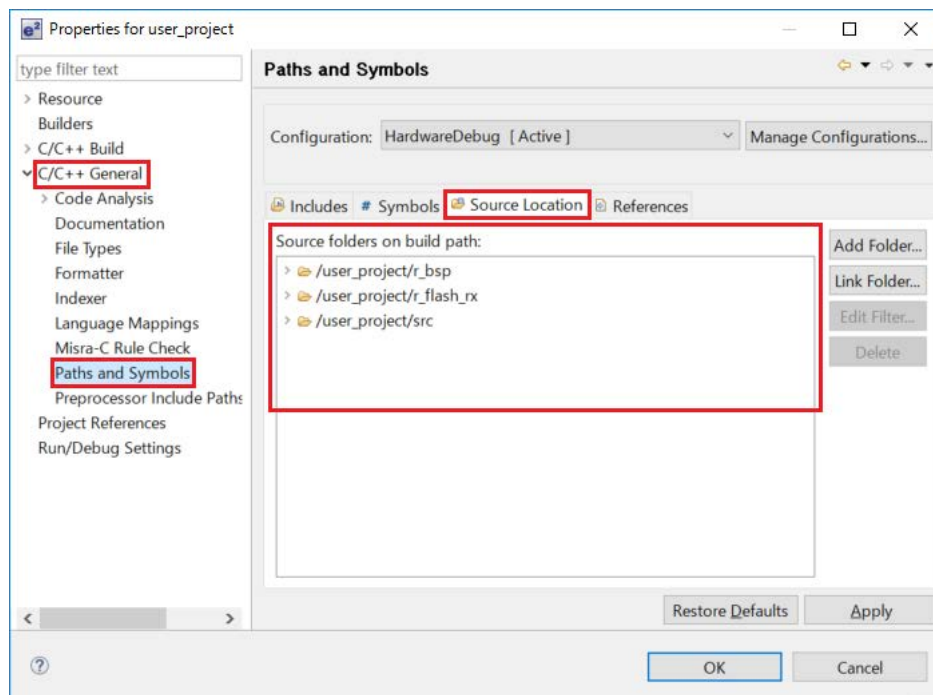 e² Properties for user_project
type filter text
Resource
Builders
C/C++ Build
C/C++ General
Code Analysis
Documentation
File Types
Formatter
Indexer
Language Mappings
Misra-C Rule Check
Paths and Symbols
Preprocessor Include Paths
Project References
Run/Debug Settings
Paths and Symbols
Configuration: HardwareDebug [ Active ] Manage Configurations...
Includes # Symbols Source Location References
Source folders on build path:
/user_project/r_bsp
/user_project/r_flash_rx
/user_project/src
Add Folder...
Link Folder...
Edit Filter...
Delete
Restore Defaults Apply
? OK Cancel